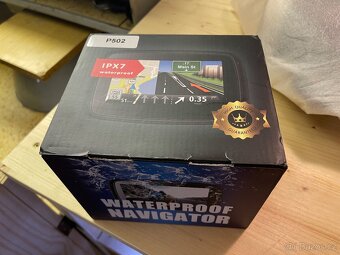 P502
IPX7
waterproof
Main St
0.35
WATERPROOF
NAVIGATOR